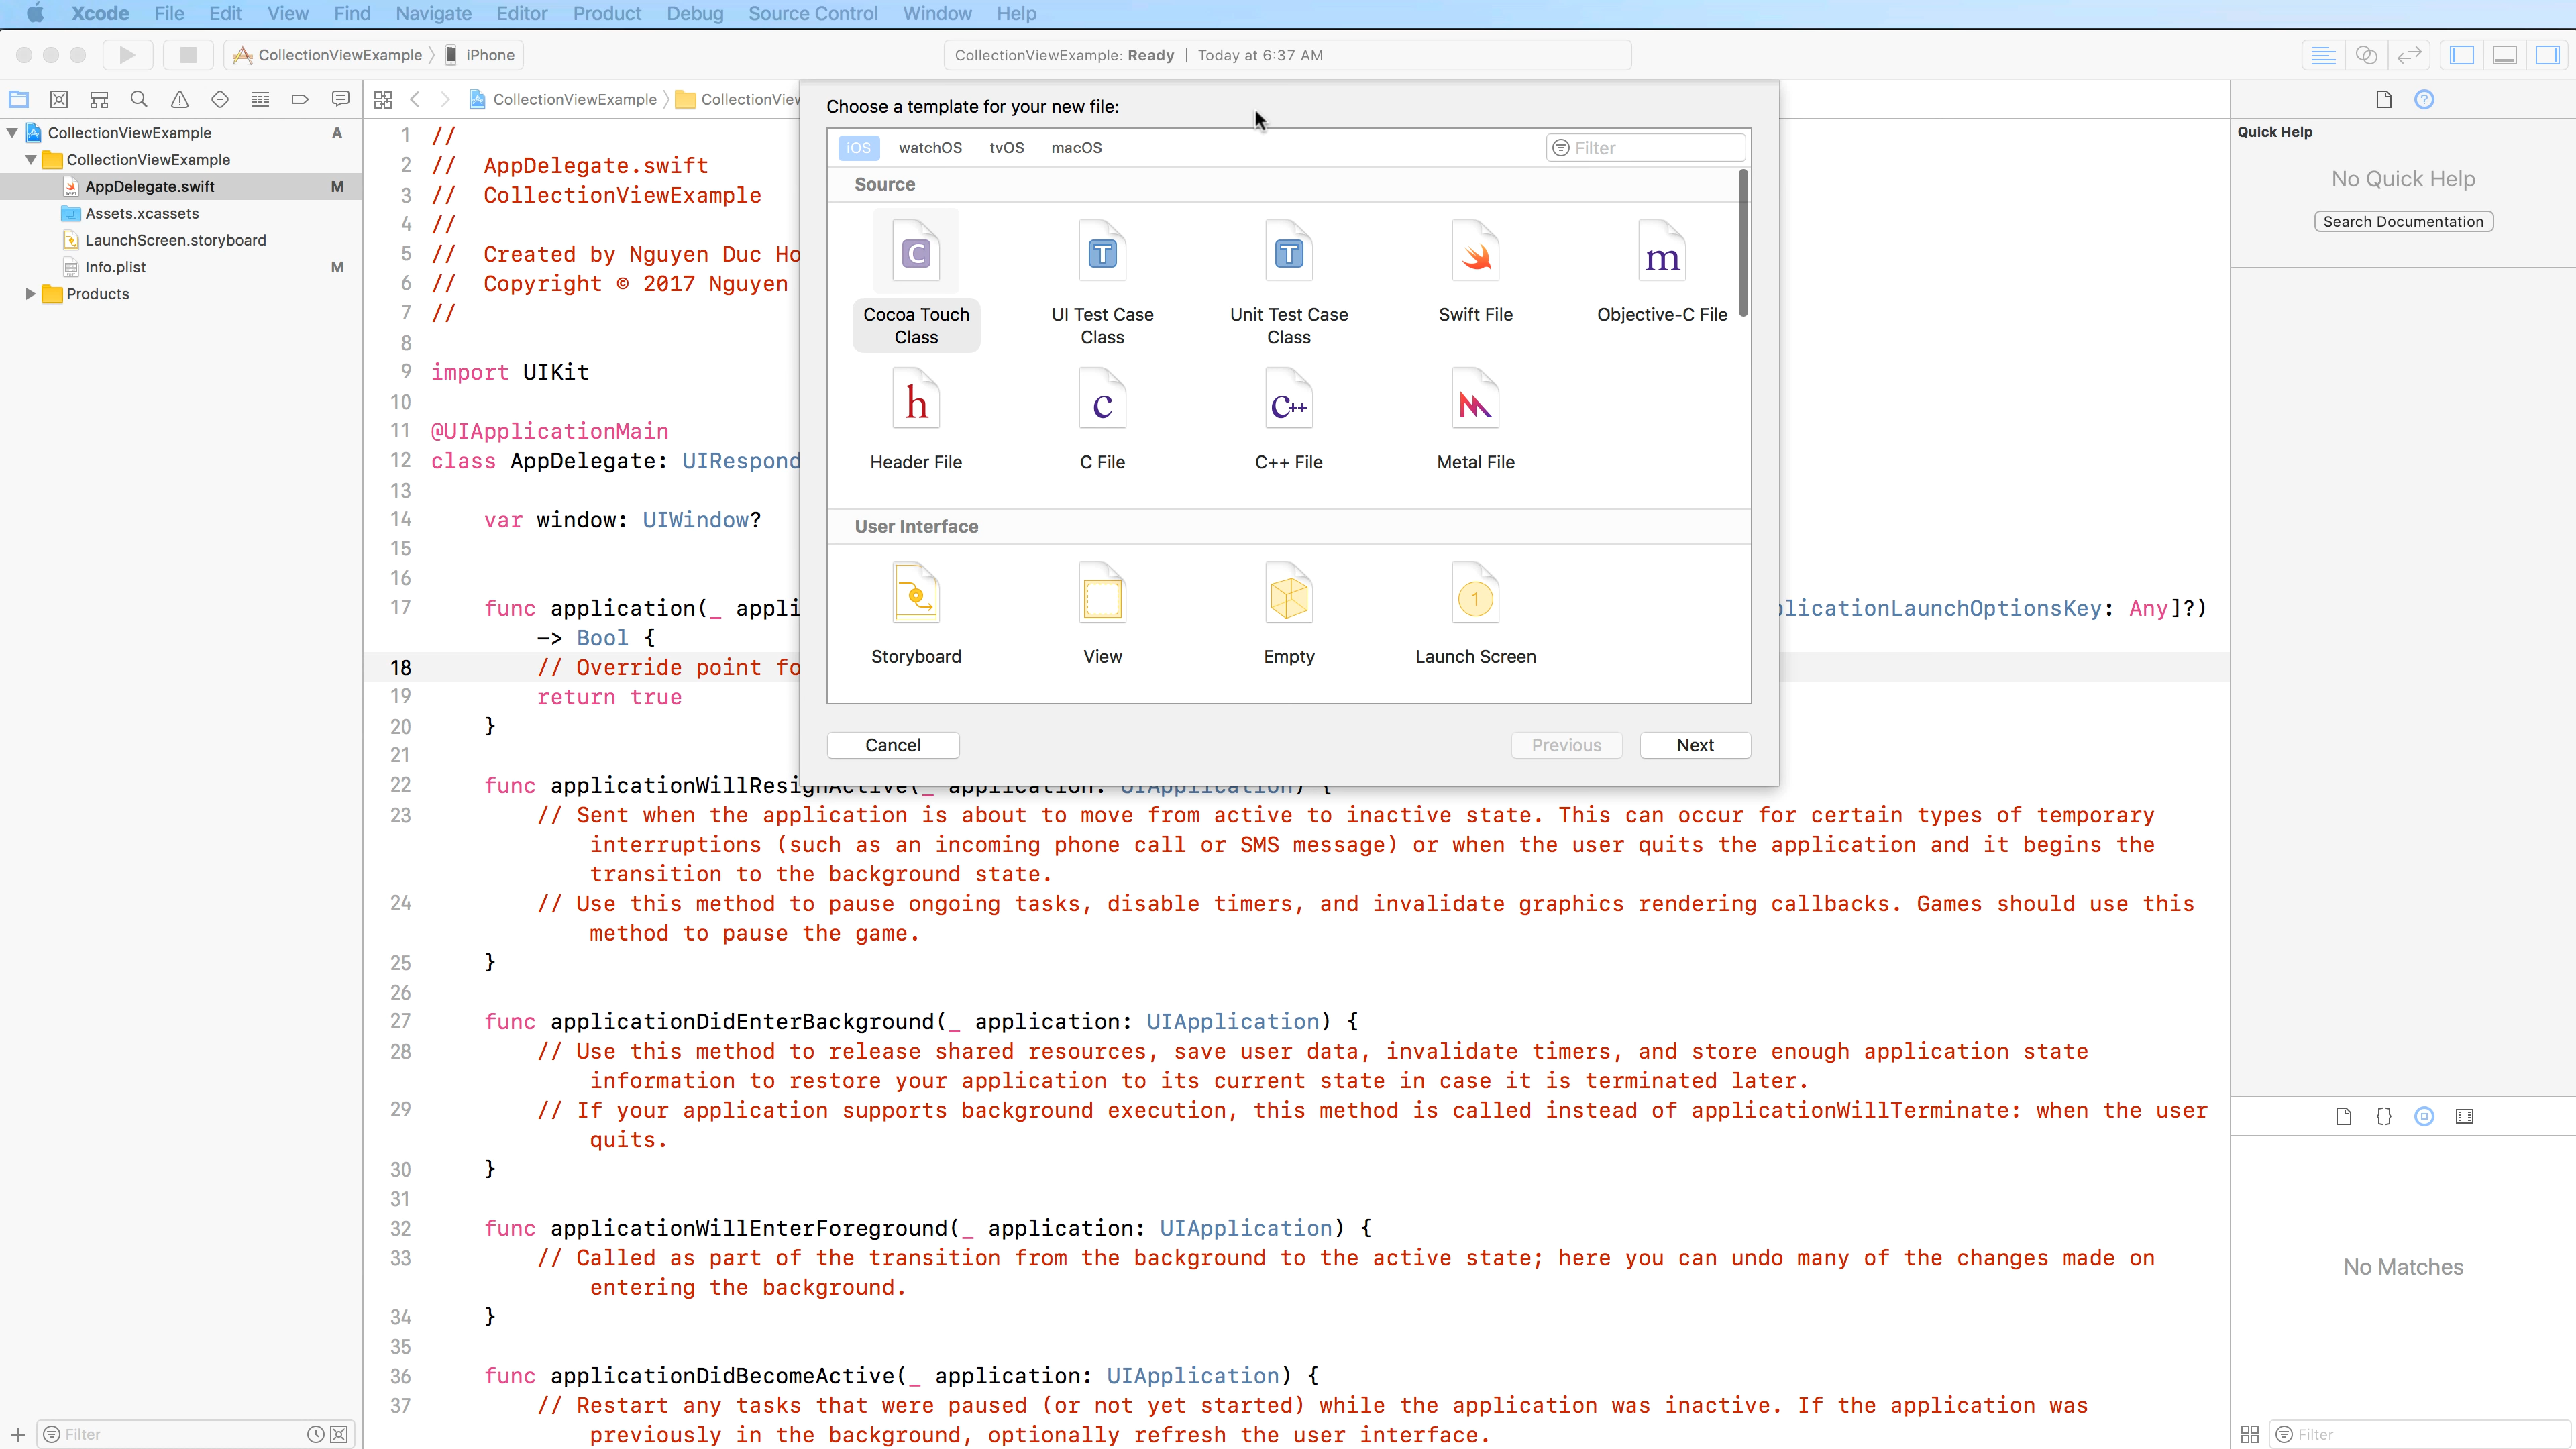 Xcode File Edit View Find Navigate Editor Product Debug Source Control Window Help
CollectionViewExample iPhone
CollectionViewExample: Ready | Today at 6:37 AM
CollectionViewExample A
CollectionViewExample
AppDelegate.swift M
Assets.xcassets
LaunchScreen.storyboard
Info.plist M
Products
Filter
CollectionViewExample CollectionView
1 //
2 // AppDelegate.swift
3 // CollectionViewExample
4 //
5 // Created by Nguyen Duc Ho
6 // Copyright © 2017 Nguyen
7 //
8
9 import UIKit
10
11 @UIApplicationMain
12 class AppDelegate: UIRespond
13
14 var window: UIWindow?
15
16
17 func application(_ appli
plicationLaunchOptionsKey: Any]?)
-> Bool {
18 // Override point fo
19 return true
20 }
21
22 func applicationWillResignActive(_ application: UIApplication) {
23 // Sent when the application is about to move from active to inactive state. This can occur for certain types of temporary
interruptions (such as an incoming phone call or SMS message) or when the user quits the application and it begins the
transition to the background state.
24 // Use this method to pause ongoing tasks, disable timers, and invalidate graphics rendering callbacks. Games should use this
method to pause the game.
25 }
26
27 func applicationDidEnterBackground(_ application: UIApplication) {
28 // Use this method to release shared resources, save user data, invalidate timers, and store enough application state
information to restore your application to its current state in case it is terminated later.
29 // If your application supports background execution, this method is called instead of applicationWillTerminate: when the user
quits.
30 }
31
32 func applicationWillEnterForeground(_ application: UIApplication) {
33 // Called as part of the transition from the background to the active state; here you can undo many of the changes made on
entering the background.
34 }
35
36 func applicationDidBecomeActive(_ application: UIApplication) {
37 // Restart any tasks that were paused (or not yet started) while the application was inactive. If the application was
previously in the background, optionally refresh the user interface.
Choose a template for your new file:
iOS watchOS tvOS macOS
Filter
Source
C T T m
Cocoa Touch
Class
UI Test Case
Class
Unit Test Case
Class
Swift File
Objective-C File
h c C++
Header File
C File
C++ File
Metal File
User Interface
1
Storyboard
View
Empty
Launch Screen
Cancel
Previous
Next
Quick Help
No Quick Help
Search Documentation
{}
No Matches
Filter